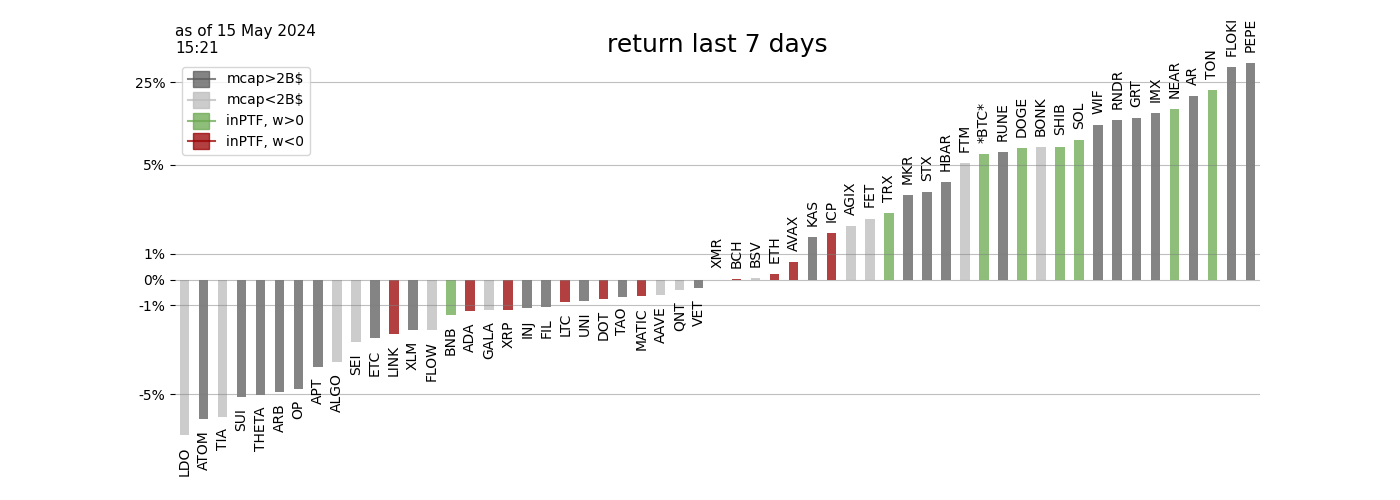 as of 15 May 2024
15:21
return last 7 days
mcap>2B$
mcap<2B$
inPTF, w>0
inPTF, w<0
25%
5%
1%
0%
-1%
-5%
LDO
ATOM
TIA
SUI
THETA
ARB
OP
APT
ALGO
SEI
ETC
LINK
XLM
FLOW
BNB
ADA
GALA
XRP
INJ
FIL
LTC
UNI
DOT
TAO
MATIC
AAVE
QNT
VET
XMR
BCH
BSV
ETH
AVAX
KAS
ICP
AGIX
FET
TRX
MKR
STX
HBAR
FTM
*BTC*
RUNE
DOGE
BONK
SHIB
SOL
WIF
RNDR
GRT
IMX
NEAR
AR
TON
FLOKI
PEPE